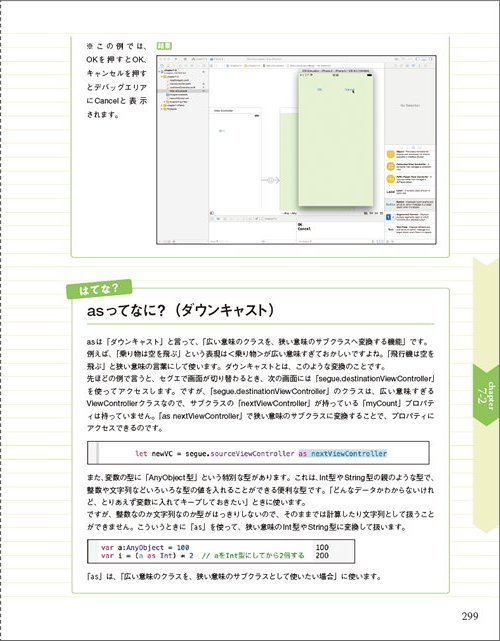 ※この例では、
OKを押すとOK、
キャンセルを押す
とデバッグエリア
にCancelと表示
されます。
結果
OK
Cancel
はてな?
asってなに?(ダウンキャスト)
asは「ダウンキャスト」と言って、「広い意味のクラスを、狭い意味のサブクラスへ変換する機能」です。
例えば、「乗り物は空を飛ぶ」という表現は<乗り物>が広い意味すぎておかしいですよね。「飛行機は空を
飛ぶ」と狭い意味の言葉にして使います。ダウンキャストとは、このような変換のことです。
先ほどの例で言うと、セグエで画面が切り替わるとき、次の画面には「segue.destinationViewController」
を使ってアクセスします。ですが、「segue.destinationViewController」のクラスは、広い意味すぎる
ViewControllerクラスなので、サブクラスの「nextViewController」が持っている「myCount」プロパテ
ィは持っていません。「as nextViewController」で狭い意味のサブクラスに変換することで、プロパティに
アクセスできるのです。
let newVC = segue.sourceViewController as nextViewController
また、変数の型に「AnyObject型」という特別な型があります。これは、Int型やString型の親のような型で、
整数や文字列などいろいろな型の値を入れることができる便利な型です。「どんなデータかわからないけれ
ど、とりあえず変数に入れてキープしておきたい」ときに使います。
ですが、整数なのか文字列なのか型がはっきりしないので、そのままでは計算したり文字列として扱うこと
ができません。こういうときに「as」を使って、狭い意味のInt型やString型に変換して扱います。
var a:AnyObject = 100 100
var i = (a as Int) * 2 // aをInt型にしてから2倍する 200
「as」は、「広い意味のクラスを、狭い意味のサブクラスとして使いたい場合」に使います。
chapter
7-2
299